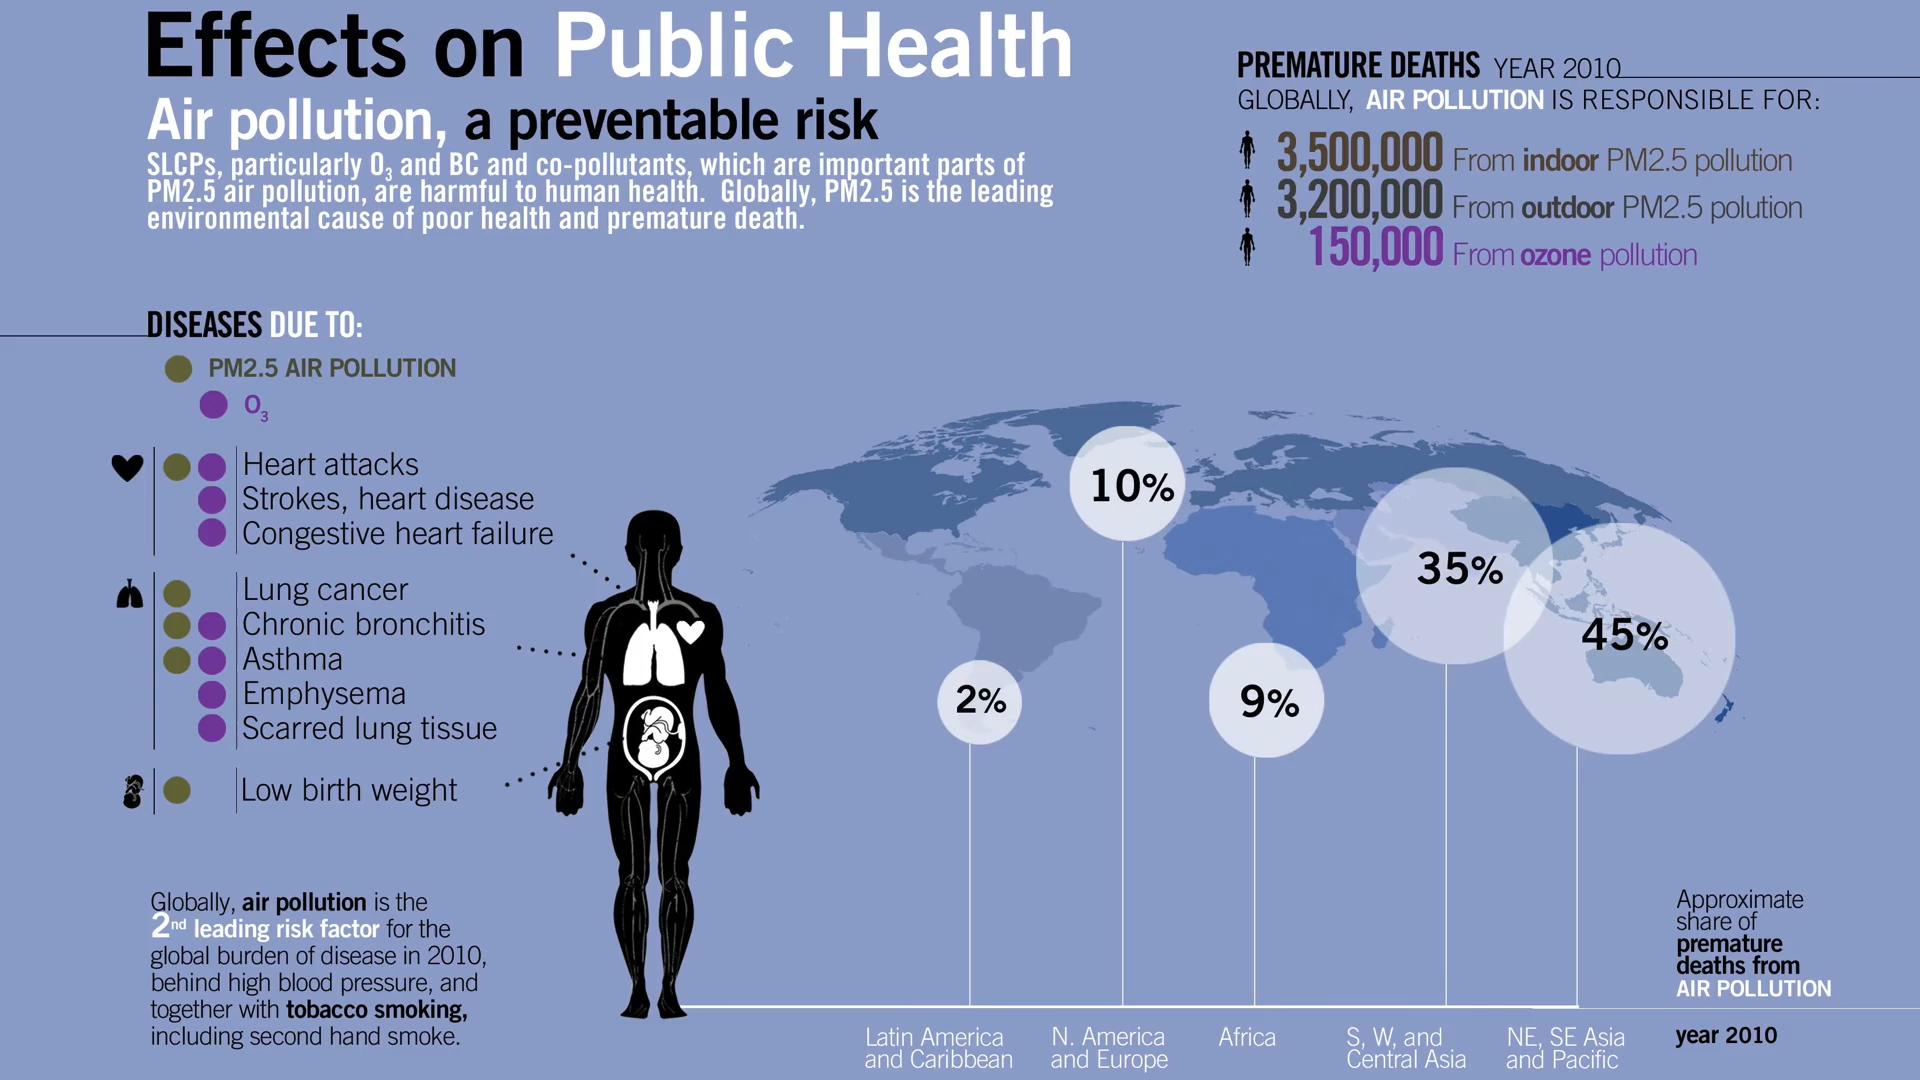 Effects on Public Health
Air pollution, a preventable risk
SLCPs, particularly O3 and BC and co-pollutants, which are important parts of
PM2.5 air pollution, are harmful to human health. Globally, PM2.5 is the leading
environmental cause of poor health and premature death.
PREMATURE DEATHS YEAR 2010
GLOBALLY, AIR POLLUTION IS RESPONSIBLE FOR:
3,500,000 From indoor PM2.5 pollution
3,200,000 From outdoor PM2.5 polution
150,000 From ozone pollution
DISEASES DUE TO:
PM2.5 AIR POLLUTION
O3
Heart attacks
Strokes, heart disease
Congestive heart failure
Lung cancer
Chronic bronchitis
Asthma
Emphysema
Scarred lung tissue
Low birth weight
Globally, air pollution is the
2nd leading risk factor for the
global burden of disease in 2010,
behind high blood pressure, and
together with tobacco smoking,
including second hand smoke.
10%
35%
45%
2%
9%
Latin America
and Caribbean
N. America
and Europe
Africa
S, W, and
Central Asia
NE, SE Asia
and Pacific
Approximate
share of
premature
deaths from
AIR POLLUTION
year 2010